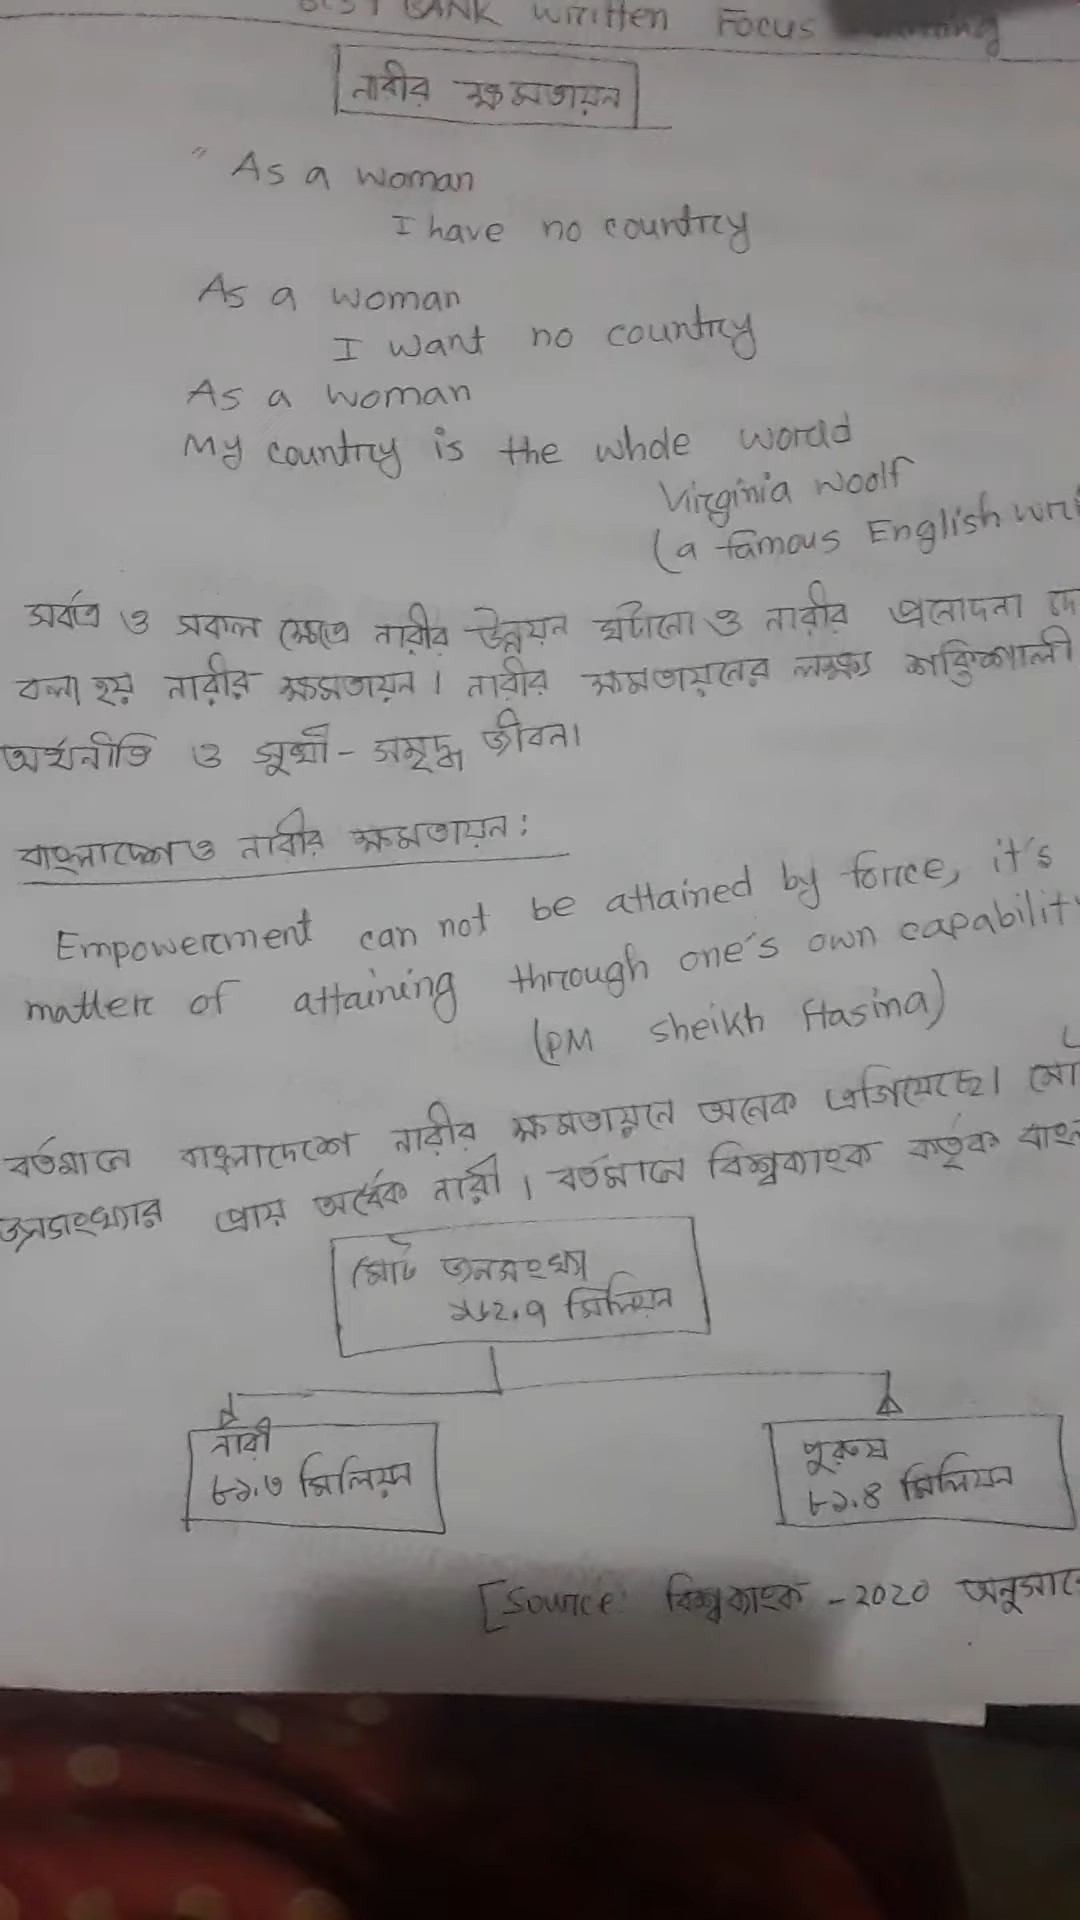 BANK written Focus
নারীর ক্ষমতায়ন
" As a woman
I have no country
As a woman
I want no country
As a woman
My country is the whole world
Virginia Woolf
(a famous English
সর্বত্র ও সকল ক্ষেত্রে নারীর উন্নয়ন ঘটানো ও নারীর প্রনোদনা
বলা হয় নারীর ক্ষমতায়ন। নারীর ক্ষমতায়নের লক্ষ্য শক্তিশালী
অর্থনীতি ও সুখী - সমৃদ্ধ জীবন।
বাংলাদেশ ও নারীর ক্ষমতায়ন:
Empowerment can not be attained by force, it's
matter of attaining through one's own capability
(PM Sheikh Hasina)
বর্তমানে বাংলাদেশে নারীর ক্ষমতায়নে অনেক এগিয়েছে।
জনসংখ্যার প্রায় অর্ধেক নারী। বর্তমানে বিশ্বব্যাংক কর্তৃক
মোট জনসংখ্যা
১৬২.৭ মিলিয়ন
নারী
৮১.৩ মিলিয়ন
পুরুষ
৮১.৪ মিলিয়ন
[Source: বিশ্বব্যাংক - 2020